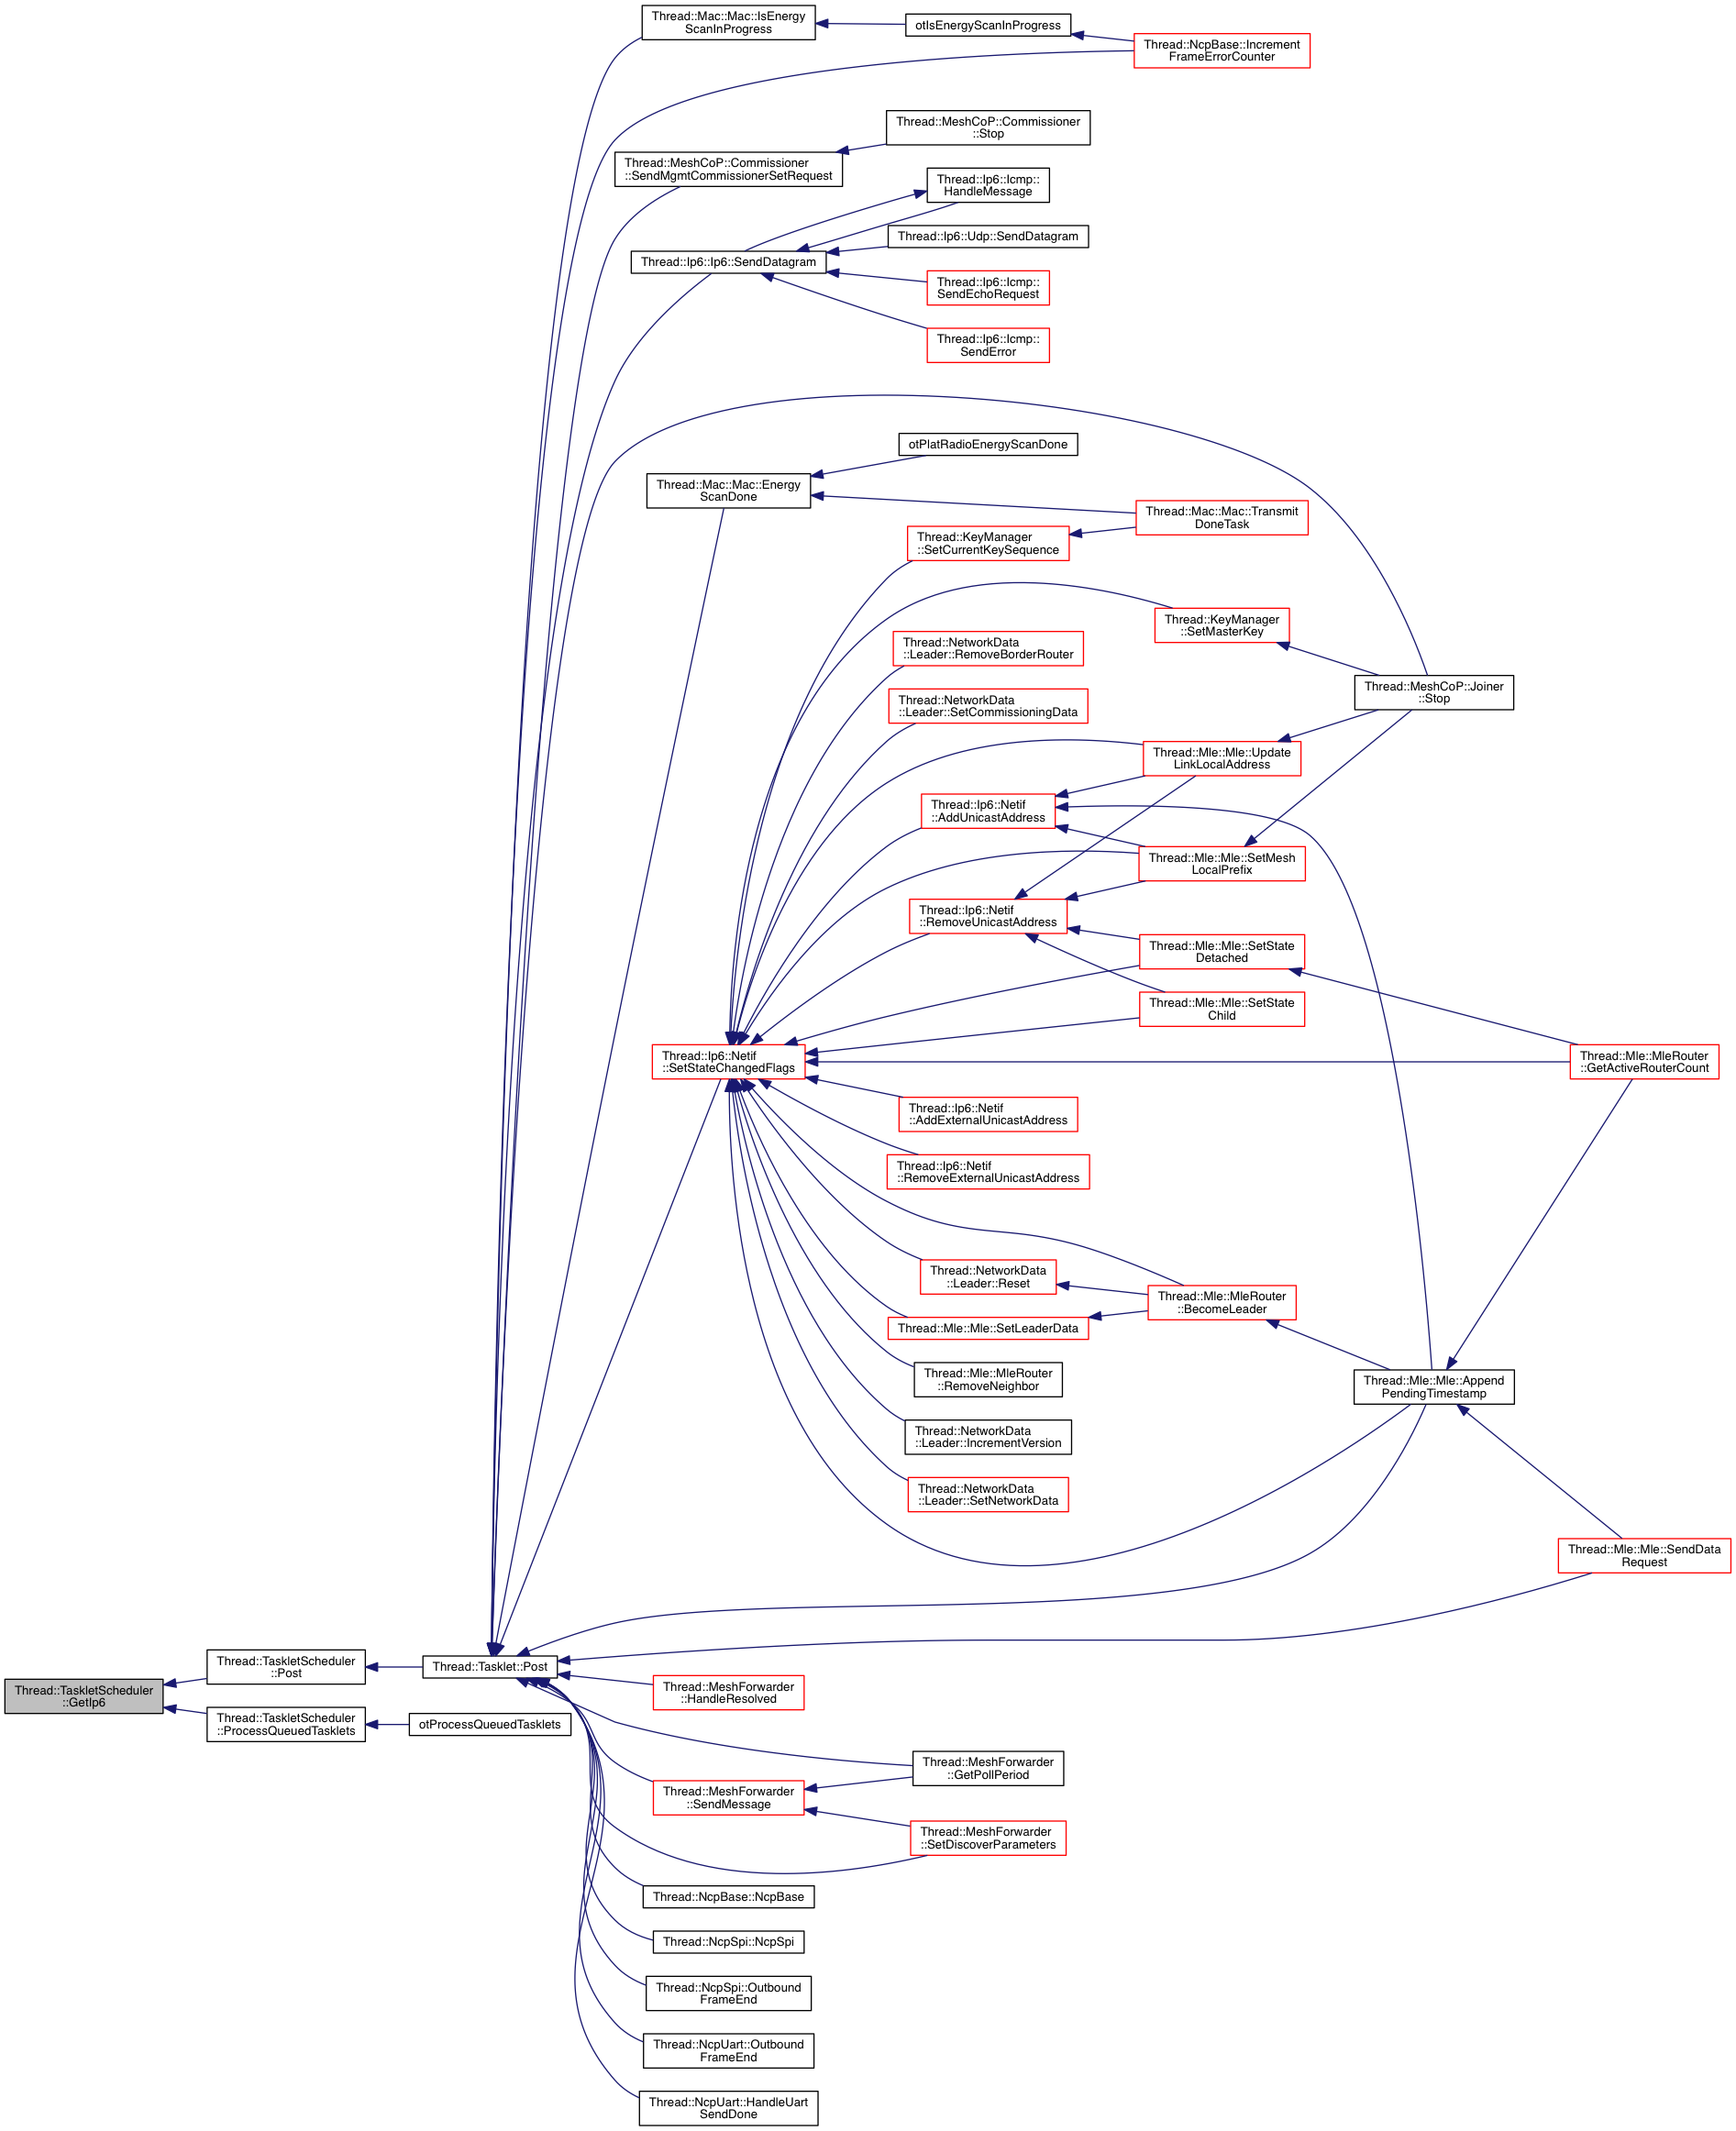 Thread::Mac::Mac::IsEnergy
ScanInProgress
otIsEnergyScanInProgress
Thread::NcpBase::Increment
FrameErrorCounter
Thread::MeshCoP::Commissioner
::Stop
Thread::MeshCoP::Commissioner
::SendMgmtCommissionerSetRequest
Thread::Ip6::Icmp::
HandleMessage
Thread::Ip6::Udp::SendDatagram
Thread::Ip6::Ip6::SendDatagram
Thread::Ip6::Icmp::
SendEchoRequest
Thread::Ip6::Icmp::
SendError
otPlatRadioEnergyScanDone
Thread::Mac::Mac::Energy
ScanDone
Thread::Mac::Mac::Transmit
DoneTask
Thread::KeyManager
::SetCurrentKeySequence
Thread::KeyManager
::SetMasterKey
Thread::NetworkData
::Leader::RemoveBorderRouter
Thread::MeshCoP::Joiner
::Stop
Thread::NetworkData
::Leader::SetCommissioningData
Thread::Mle::Mle::Update
LinkLocalAddress
Thread::Ip6::Netif
::AddUnicastAddress
Thread::Mle::Mle::SetMesh
LocalPrefix
Thread::Ip6::Netif
::RemoveUnicastAddress
Thread::Mle::Mle::SetState
Detached
Thread::Mle::Mle::SetState
Child
Thread::Ip6::Netif
::SetStateChangedFlags
Thread::Mle::MleRouter
::GetActiveRouterCount
Thread::Ip6::Netif
::AddExternalUnicastAddress
Thread::Ip6::Netif
::RemoveExternalUnicastAddress
Thread::NetworkData
::Leader::Reset
Thread::Mle::MleRouter
::BecomeLeader
Thread::Mle::Mle::SetLeaderData
Thread::Mle::MleRouter
::RemoveNeighbor
Thread::Mle::Mle::Append
PendingTimestamp
Thread::NetworkData
::Leader::IncrementVersion
Thread::NetworkData
::Leader::SetNetworkData
Thread::Mle::Mle::SendData
Request
Thread::TaskletScheduler
::Post
Thread::Tasklet::Post
Thread::TaskletScheduler
::GetIp6
Thread::MeshForwarder
::HandleResolved
Thread::TaskletScheduler
::ProcessQueuedTasklets
otProcessQueuedTasklets
Thread::MeshForwarder
::GetPollPeriod
Thread::MeshForwarder
::SendMessage
Thread::MeshForwarder
::SetDiscoverParameters
Thread::NcpBase::NcpBase
Thread::NcpSpi::NcpSpi
Thread::NcpSpi::Outbound
FrameEnd
Thread::NcpUart::Outbound
FrameEnd
Thread::NcpUart::HandleUart
SendDone